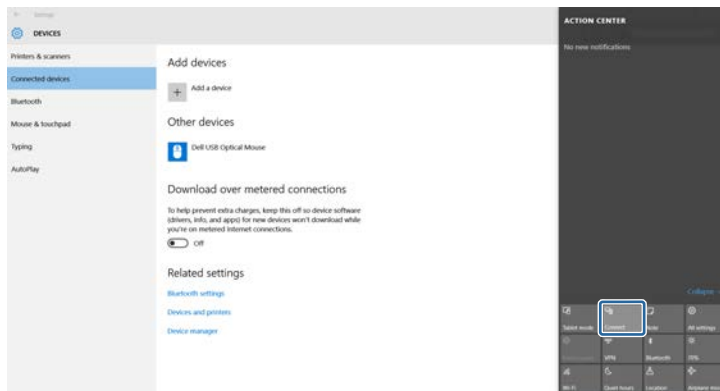 Settings
DEVICES
Printers & scanners
Connected devices
Bluetooth
Mouse & touchpad
Typing
AutoPlay
Add devices
Add a device
Other devices
Dell USB Optical Mouse
Download over metered connections
To help prevent extra charges, keep this off so device software
(drivers, info, and apps) for new devices won't download while
you're on metered Internet connections.
Off
Related settings
Bluetooth settings
Devices and printers
Device manager
ACTION CENTER
No new notifications
Collapse
Tablet mode
Connect
Note
All settings
VPN
Bluetooth
70%
Wi-Fi
Quiet hours
Location
Airplane mo